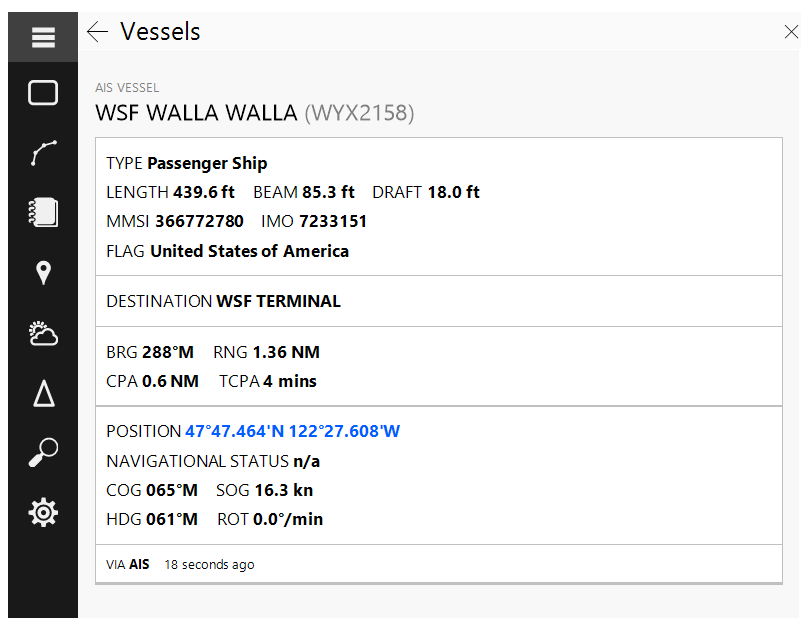 Vessels
AIS VESSEL
WSF WALLA WALLA (WYX2158)
TYPE Passenger Ship
LENGTH 439.6 ft BEAM 85.3 ft DRAFT 18.0 ft
MMSI 366772780 IMO 7233151
FLAG United States of America
DESTINATION WSF TERMINAL
BRG 288°M RNG 1.36 NM
CPA 0.6 NM TCPA 4 mins
POSITION 47°47.464'N 122°27.608'W
NAVIGATIONAL STATUS n/a
COG 065°M SOG 16.3 kn
HDG 061°M ROT 0.0°/min
VIA AIS 18 seconds ago